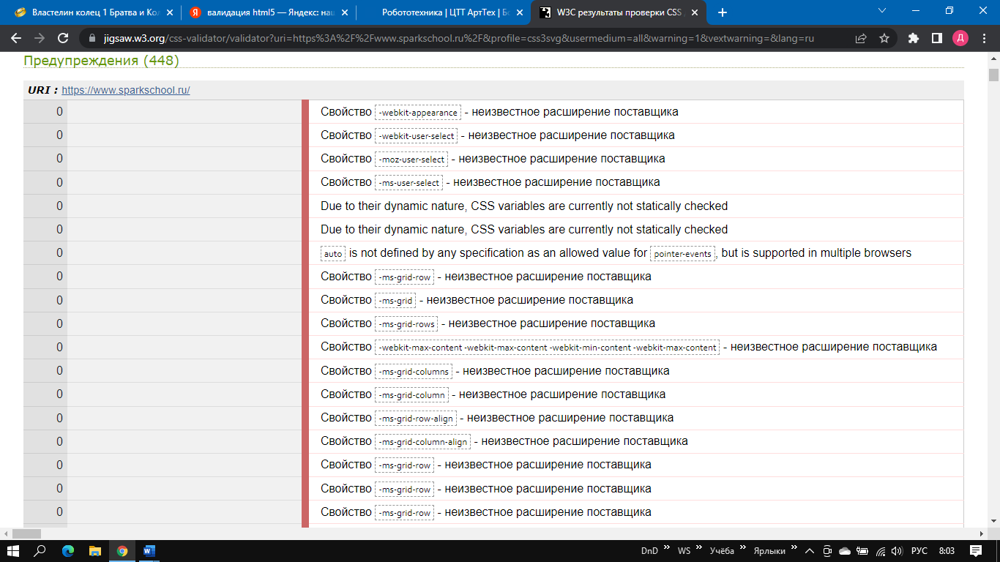 Властелин колец 1 Братва и Кол
валидация html5 — Яндекс: наш
Робототехника | ЦТТ АртТех | Бо
W3C результаты проверки CSS
jigsaw.w3.org/css-validator/validator?uri=https%3A%2F%2Fwww.sparkschool.ru%2F&profile=css3svg&usermedium=all&warning=1&vextwarning=&lang=ru
Д
Предупреждения (448)
URI : https://www.sparkschool.ru/
0 Свойство -webkit-appearance - неизвестное расширение поставщика
0 Свойство -webkit-user-select - неизвестное расширение поставщика
0 Свойство -moz-user-select - неизвестное расширение поставщика
0 Свойство -ms-user-select - неизвестное расширение поставщика
0 Due to their dynamic nature, CSS variables are currently not statically checked
0 Due to their dynamic nature, CSS variables are currently not statically checked
0 auto is not defined by any specification as an allowed value for pointer-events, but is supported in multiple browsers
0 Свойство -ms-grid-row - неизвестное расширение поставщика
0 Свойство -ms-grid - неизвестное расширение поставщика
0 Свойство -ms-grid-rows - неизвестное расширение поставщика
0 Свойство -webkit-max-content -webkit-max-content -webkit-min-content -webkit-max-content - неизвестное расширение поставщика
0 Свойство -ms-grid-columns - неизвестное расширение поставщика
0 Свойство -ms-grid-column - неизвестное расширение поставщика
0 Свойство -ms-grid-row-align - неизвестное расширение поставщика
0 Свойство -ms-grid-column-align - неизвестное расширение поставщика
0 Свойство -ms-grid-row - неизвестное расширение поставщика
0 Свойство -ms-grid-row - неизвестное расширение поставщика
0 Свойство -ms-grid-row - неизвестное расширение поставщика
DnD » WS » Учёба » Ярлыки » РУС 8:03